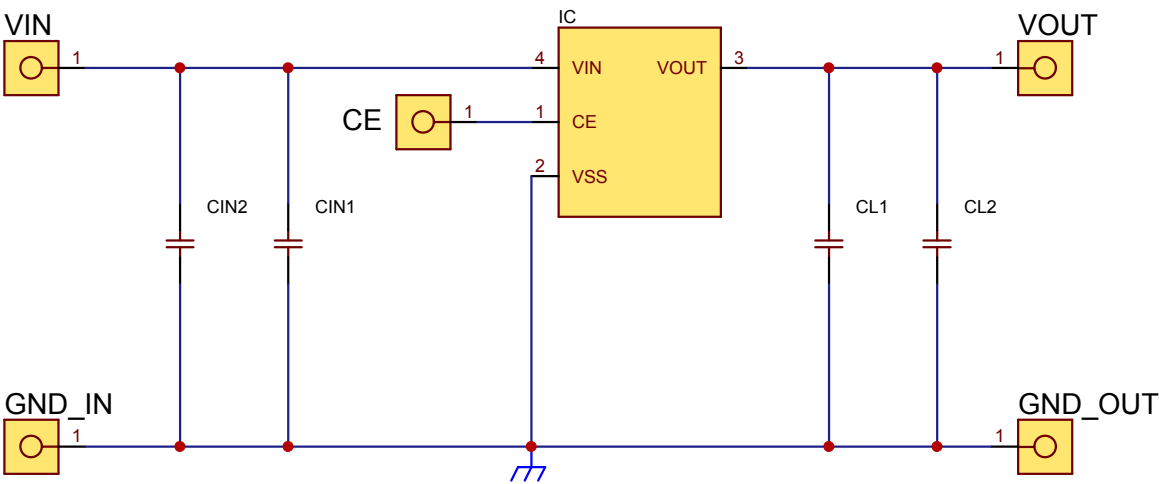 IC
VIN
VOUT
1
4
VIN
VOUT
3
1
CE
1
1
CE
2
VSS
CIN2
CIN1
CL1
CL2
GND_IN
GND_OUT
1
1